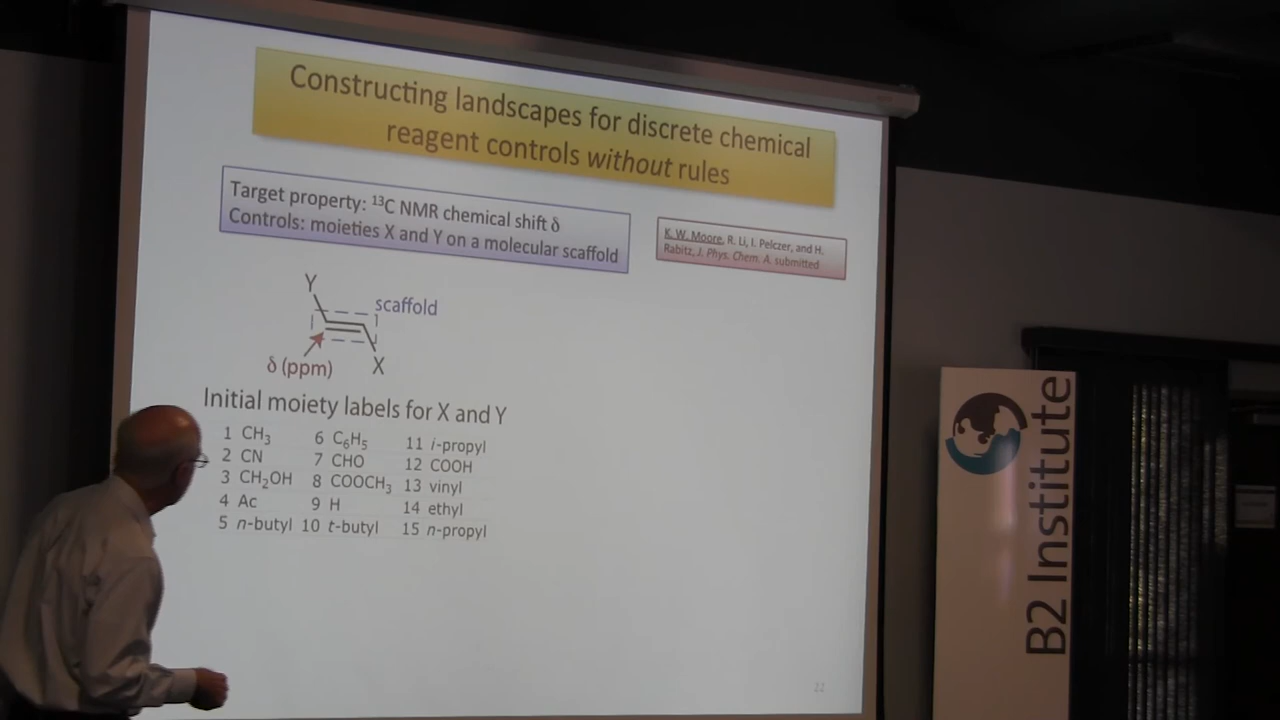 Constructing landscapes for discrete chemical
reagent controls without rules
Target property: ¹³C NMR chemical shift δ
Controls: moieties X and Y on a molecular scaffold
K. W. Moore, R. Li, I. Pelczer, and H.
Rabitz, J. Phys. Chem. A. submitted
Y
scaffold
δ (ppm)
X
Initial moiety labels for X and Y
1 CH₃ 6 C₆H₅ 11 i-propyl
2 CN 7 CHO 12 COOH
3 CH₂OH 8 COOCH₃ 13 vinyl
4 Ac 9 H 14 ethyl
5 n-butyl 10 t-butyl 15 n-propyl
22
B2 Institute